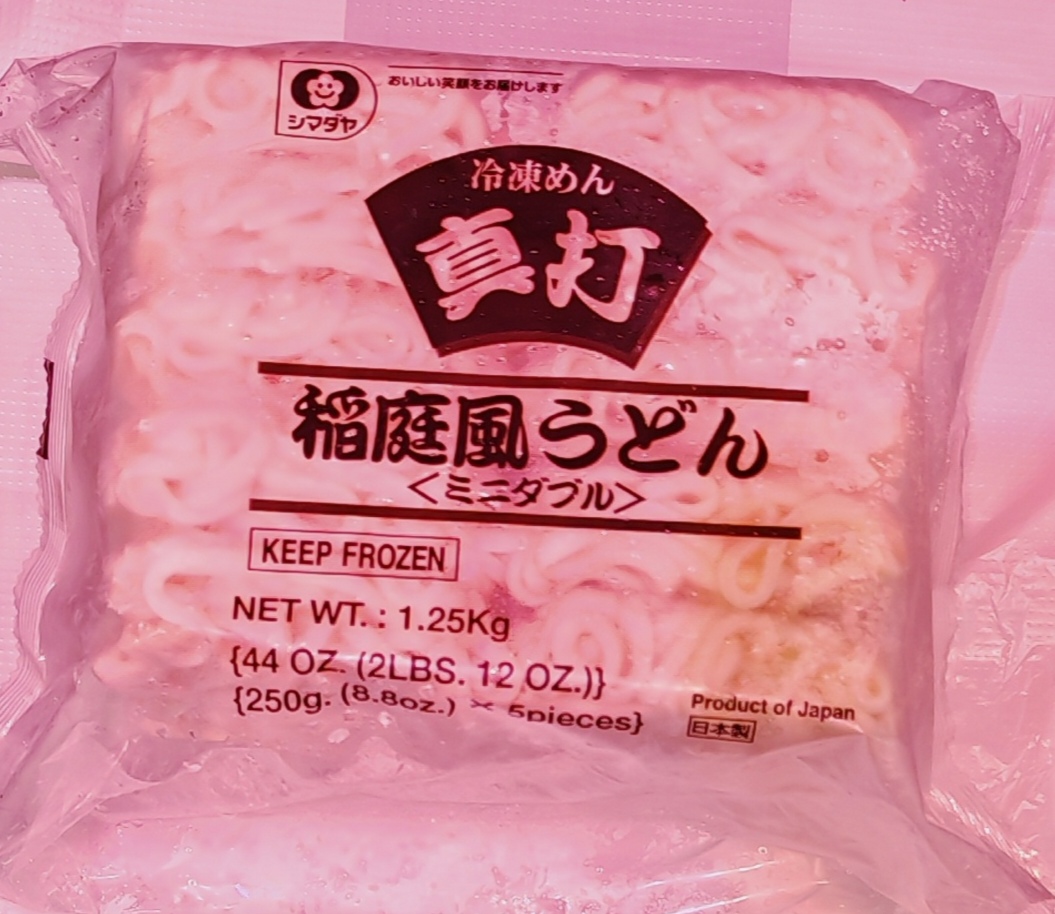 おいしい笑顔をお届けします
シマダヤ
冷凍めん
真打
稲庭風うどん
<ミニダブル>
KEEP FROZEN
NET WT. : 1.25Kg
{44 OZ. (2LBS. 12 OZ.)}
{250g. (8.8oz.) × 5pieces}
Product of Japan
日本製